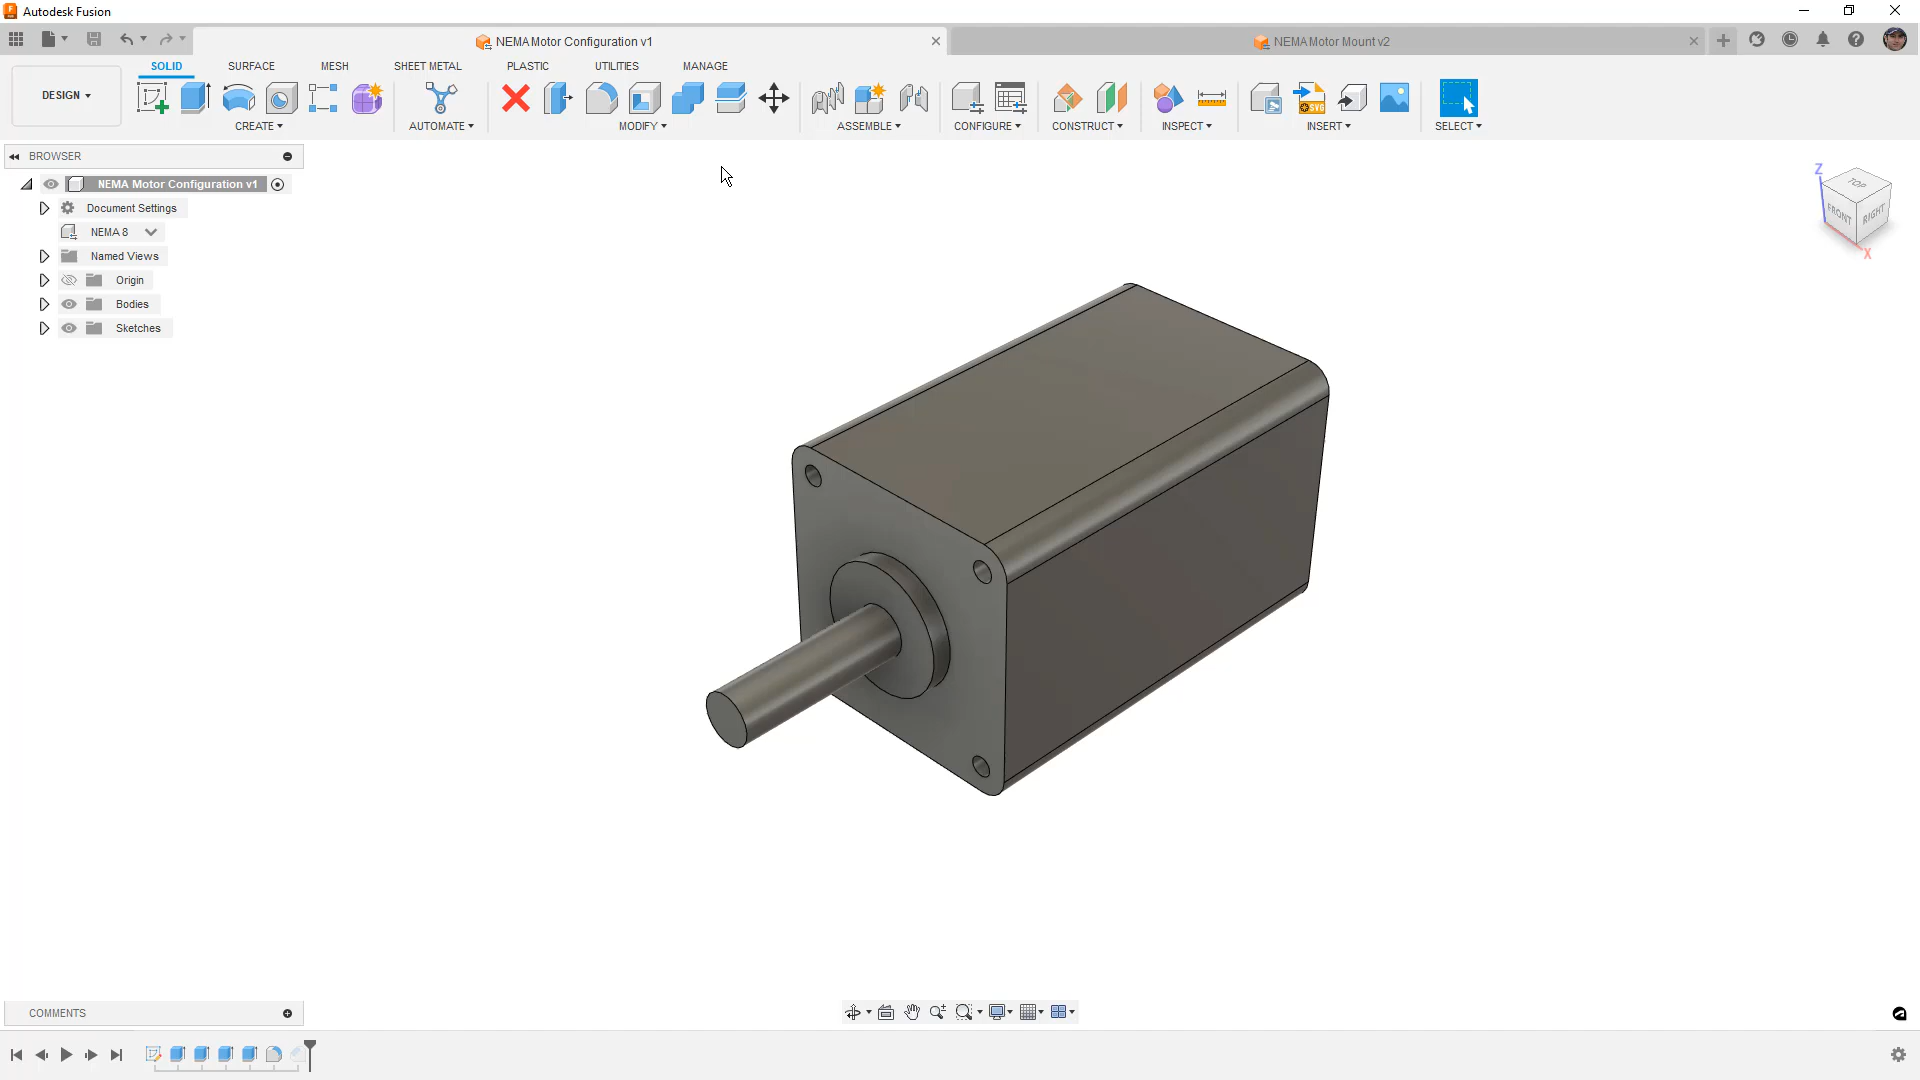 Autodesk Fusion
NEMA Motor Configuration v1
NEMA Motor Mount v2
SOLID SURFACE MESH SHEET METAL PLASTIC UTILITIES MANAGE
DESIGN
CREATE AUTOMATE MODIFY ASSEMBLE CONFIGURE CONSTRUCT INSPECT INSERT SELECT
SVG
BROWSER
NEMA Motor Configuration v1
Document Settings
NEMA 8
Named Views
Origin
Bodies
Sketches
Z
TOP
FRONT
RIGHT
X
COMMENTS